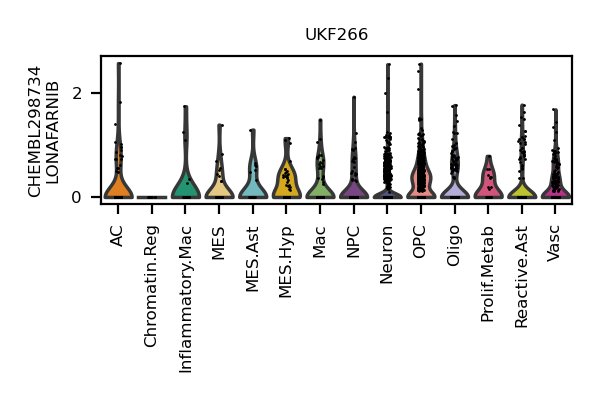 UKF266
CHEMBL298734
LONAFARNIB
2
0
AC
Chromatin.Reg
Inflammatory.Mac
MES
MES.Ast
MES.Hyp
Mac
NPC
Neuron
OPC
Oligo
Prolif.Metab
Reactive.Ast
Vasc